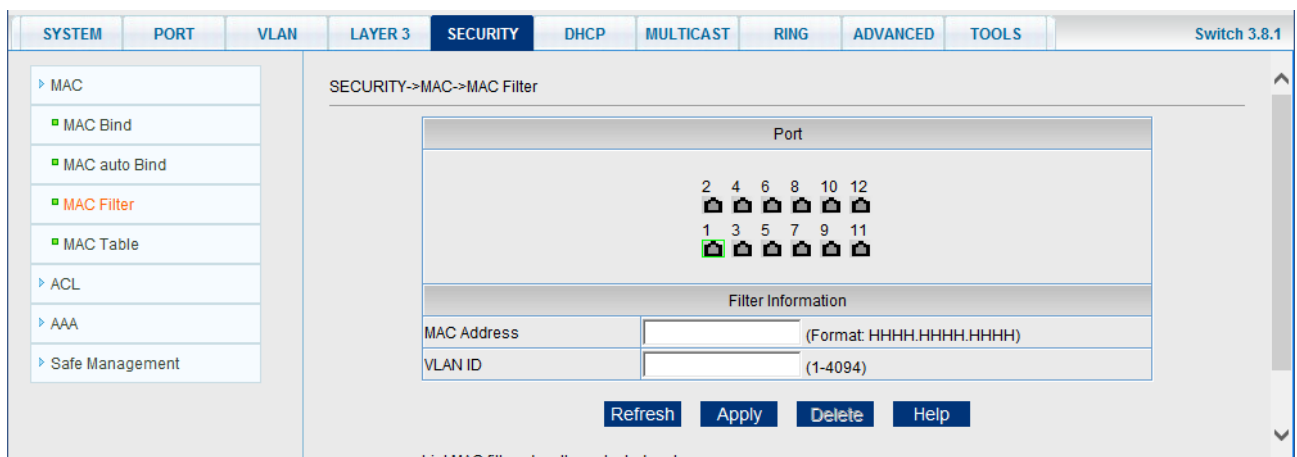 SYSTEM PORT VLAN LAYER 3 SECURITY DHCP MULTICAST RING ADVANCED TOOLS Switch 3.8.1
MAC
MAC Bind
MAC auto Bind
MAC Filter
MAC Table
ACL
AAA
Safe Management
SECURITY->MAC->MAC Filter
Port
2 4 6 8 10 12
1 3 5 7 9 11
Filter Information
MAC Address (Format: HHHH.HHHH.HHHH)
VLAN ID (1-4094)
Refresh Apply Delete Help